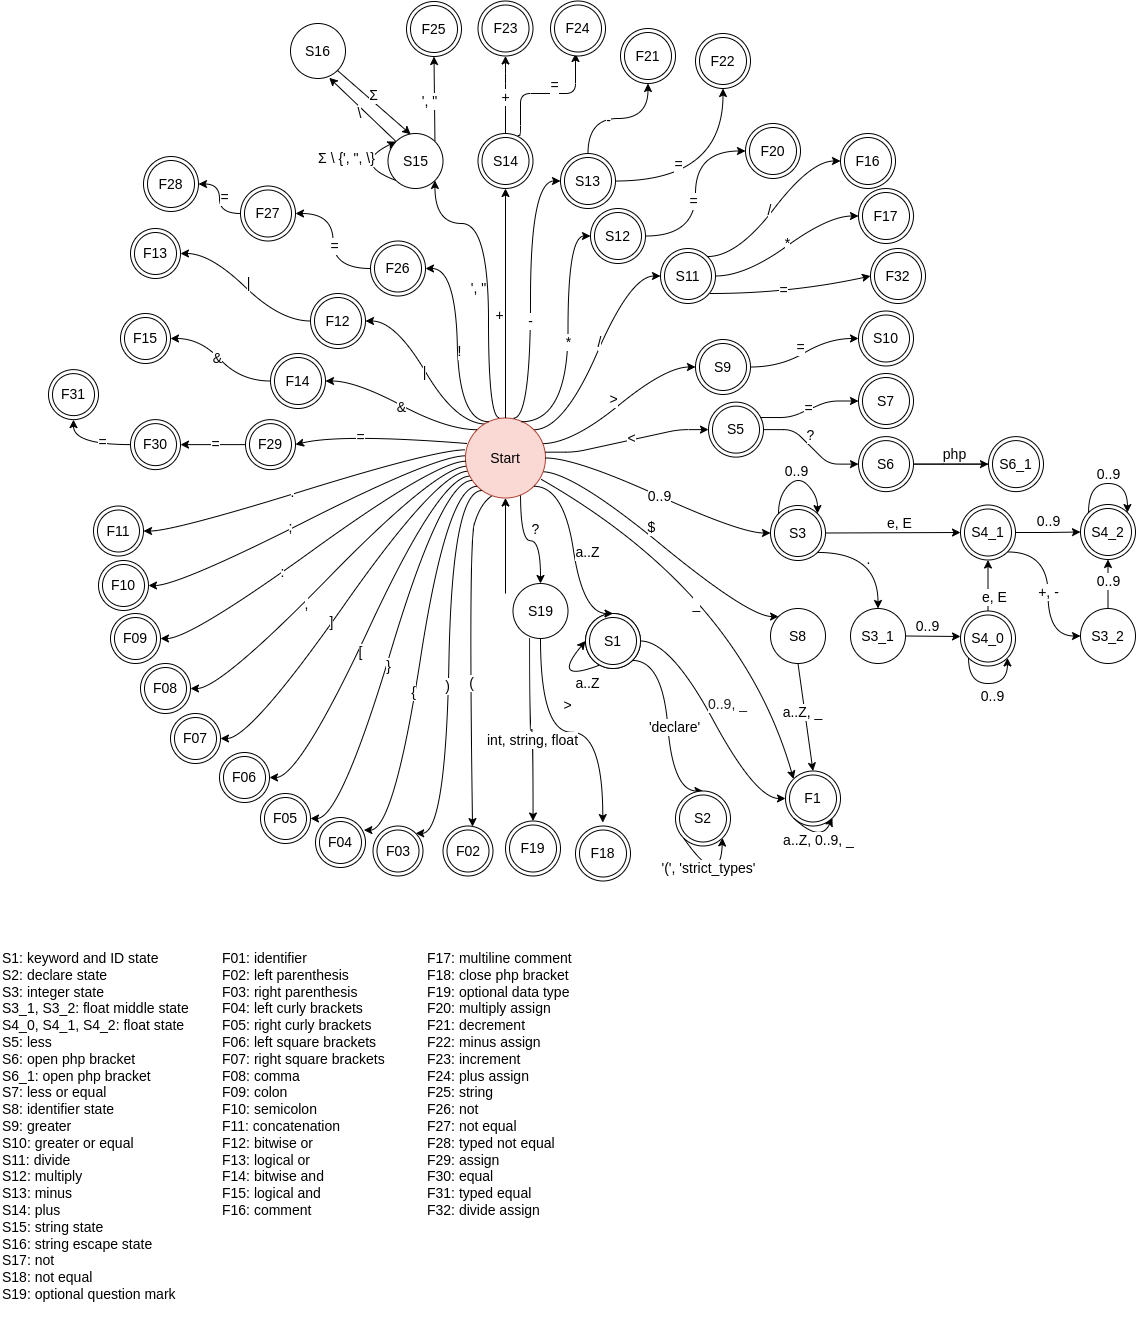 F25
F23
F24
S16
F21
F22
Σ
\
', "
+
=
-
S15
Σ \ {', ", \}
S14
S13
=
F20
F16
F28
=
F27
=
S12
=
/
F17
*
F13
|
F26
S11
F32
=
', "
+
-
*
/
!
F12
|
F15
&
F14
&
S9
=
S10
>
S5
=
S7
<
?
F31
=
F30
=
F29
=
Start
S6
php
S6_1
0..9
0..9
S3
e, E
S4_1
0..9
S4_2
0..9
.
F11
;
F10
:
F09
,
F08
]
F07
[
F06
}
F05
{
F04
)
F03
(
F02
?
S19
a..Z
S1
a..Z
$
_
S8
.
S3_1
0..9
S4_0
e, E
0..9
+, -
0..9
S3_2
int, string, float
>
'declare'
0..9, _
a..Z, _
F1
a..Z, 0..9, _
S2
'(', 'strict_types'
F19
F18
S1: keyword and ID state
S2: declare state
S3: integer state
S3_1, S3_2: float middle state
S4_0, S4_1, S4_2: float state
S5: less
S6: open php bracket
S6_1: open php bracket
S7: less or equal
S8: identifier state
S9: greater
S10: greater or equal
S11: divide
S12: multiply
S13: minus
S14: plus
S15: string state
S16: string escape state
S17: not
S18: not equal
S19: optional question mark
F01: identifier
F02: left parenthesis
F03: right parenthesis
F04: left curly brackets
F05: right curly brackets
F06: left square brackets
F07: right square brackets
F08: comma
F09: colon
F10: semicolon
F11: concatenation
F12: bitwise or
F13: logical or
F14: bitwise and
F15: logical and
F16: comment
F17: multiline comment
F18: close php bracket
F19: optional data type
F20: multiply assign
F21: decrement
F22: minus assign
F23: increment
F24: plus assign
F25: string
F26: not
F27: not equal
F28: typed not equal
F29: assign
F30: equal
F31: typed equal
F32: divide assign